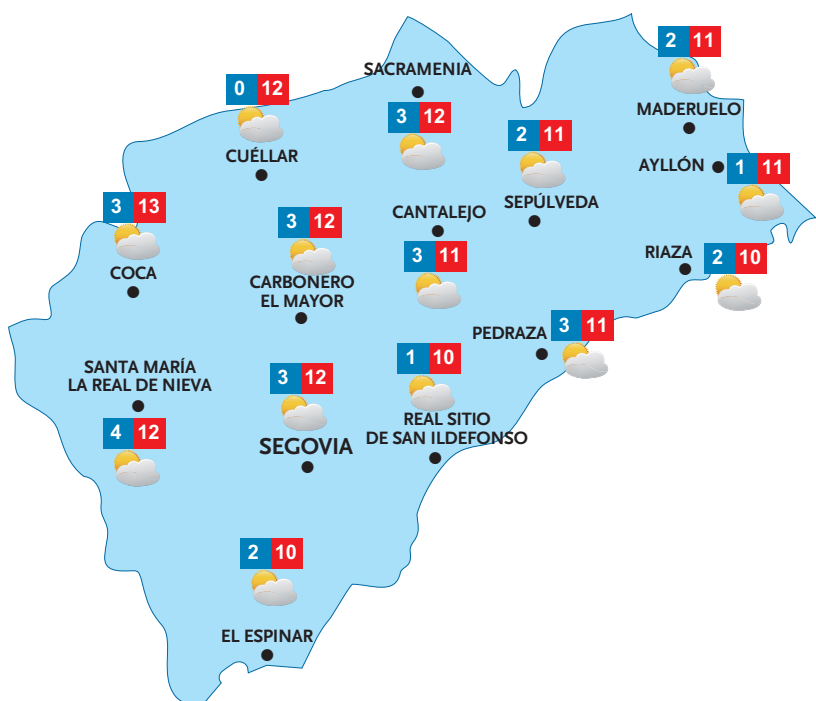 2 11
MADERUELO
SACRAMENIA
3 12
0 12
CUÉLLAR
2 11
SEPÚLVEDA
AYLLÓN
1 11
3 13
COCA
3 12
CARBONERO
EL MAYOR
CANTALEJO
3 11
RIAZA
2 10
PEDRAZA
3 11
SANTA MARÍA
LA REAL DE NIEVA
4 12
3 12
SEGOVIA
1 10
REAL SITIO
DE SAN ILDEFONSO
2 10
EL ESPINAR